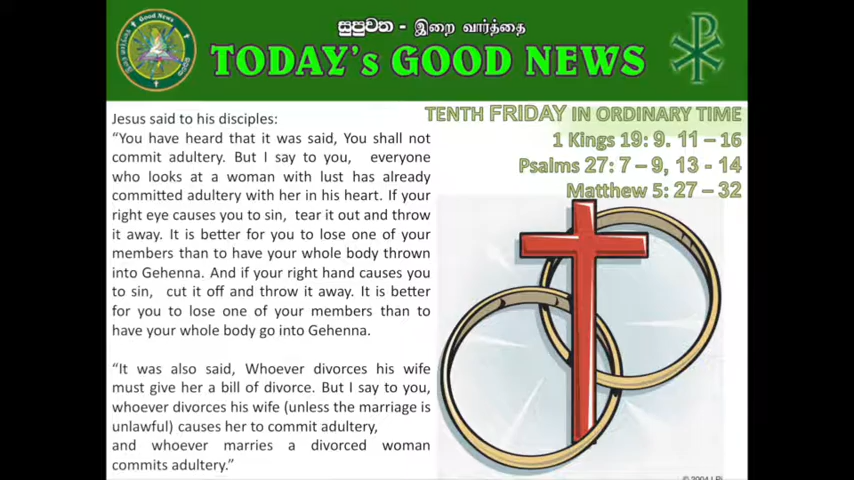 Good News
සුපුවත - இறை வார்த்தை
TODAY's GOOD NEWS
TENTH FRIDAY IN ORDINARY TIME
1 Kings 19: 9. 11 – 16
Psalms 27: 7 – 9, 13 - 14
Matthew 5: 27 – 32
Jesus said to his disciples:
“You have heard that it was said, You shall not
commit adultery. But I say to you, everyone
who looks at a woman with lust has already
committed adultery with her in his heart. If your
right eye causes you to sin, tear it out and throw
it away. It is better for you to lose one of your
members than to have your whole body thrown
into Gehenna. And if your right hand causes you
to sin, cut it off and throw it away. It is better
for you to lose one of your members than to
have your whole body go into Gehenna.
“It was also said, Whoever divorces his wife
must give her a bill of divorce. But I say to you,
whoever divorces his wife (unless the marriage is
unlawful) causes her to commit adultery,
and whoever marries a divorced woman
commits adultery.”